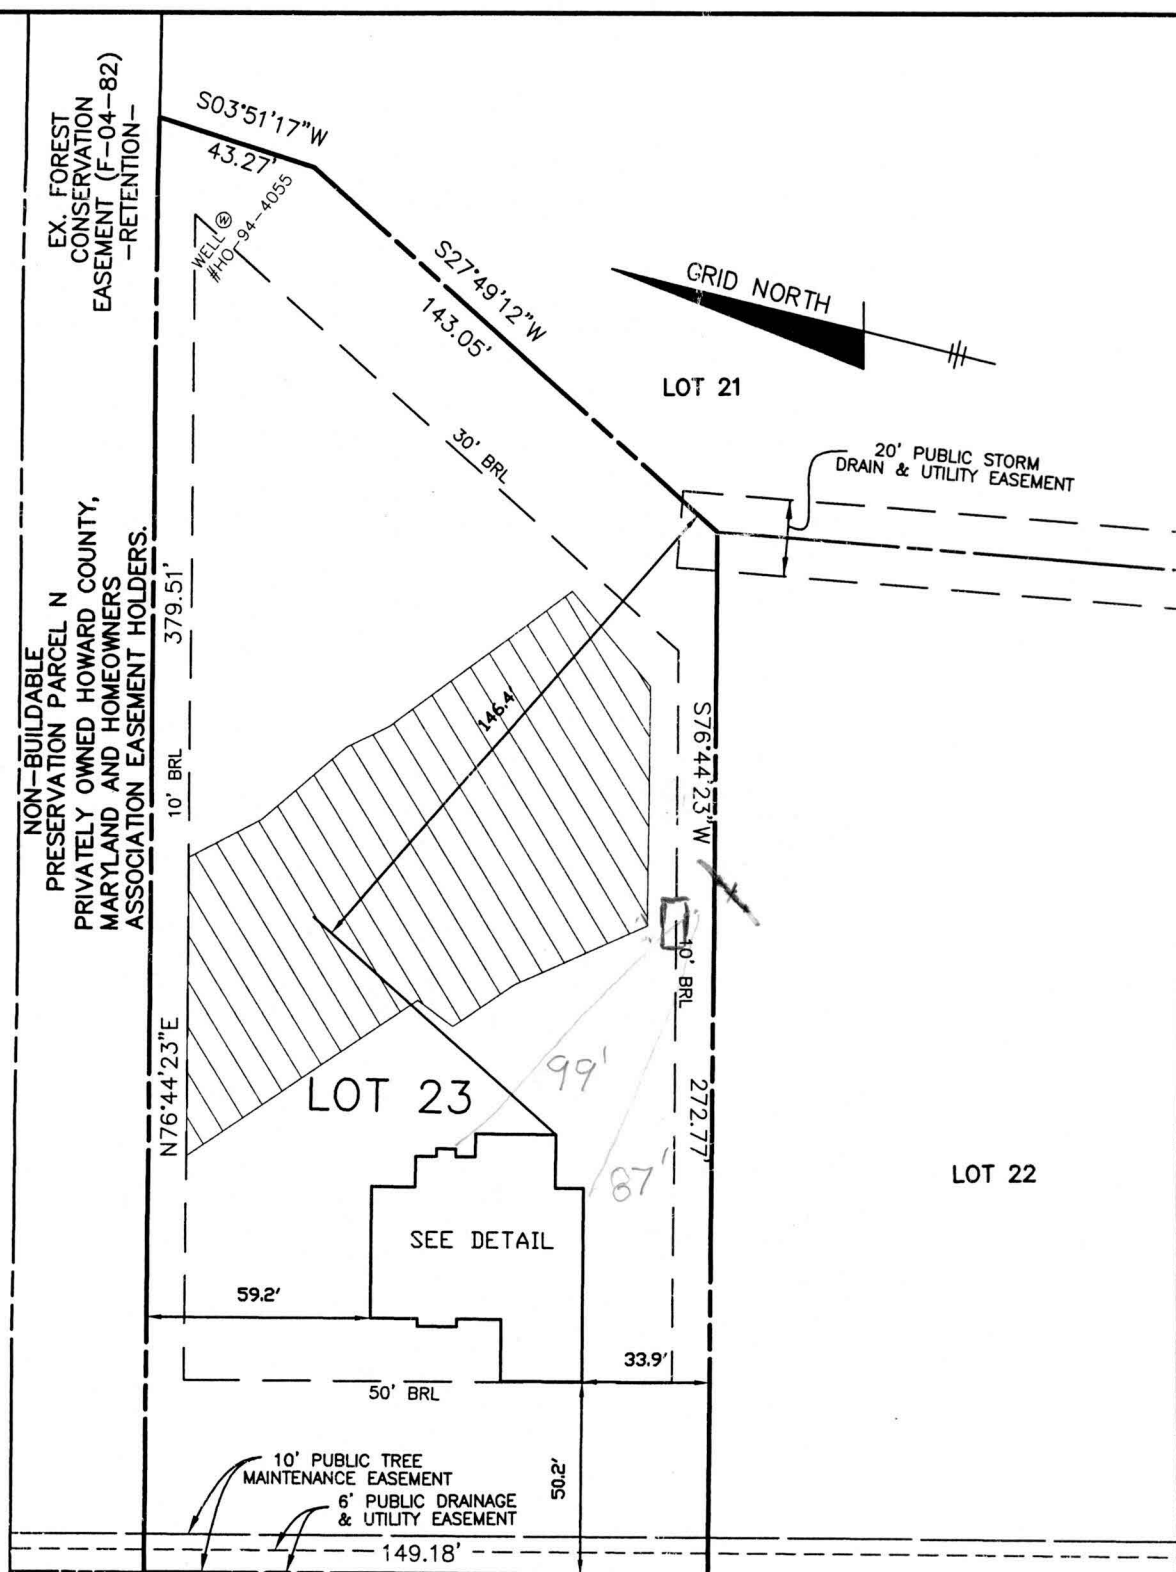 EX. FOREST
CONSERVATION
EASEMENT (F-04-82)
-RETENTION-
S03°51'17"W
43.27'
WELL W
#HO-94-4055
S27°49'12"W
143.05'
GRID NORTH
LOT 21
30' BRL
20' PUBLIC STORM
DRAIN & UTILITY EASEMENT
NON-BUILDABLE
PRESERVATION PARCEL N
PRIVATELY OWNED HOWARD COUNTY,
MARYLAND AND HOMEOWNERS
ASSOCIATION EASEMENT HOLDERS.
379.51'
10' BRL
N76°44'23"E
146.4'
S76°44'23"W
10' BRL
272.77'
99'
87'
LOT 23
LOT 22
SEE DETAIL
59.2'
33.9'
50' BRL
50.2'
10' PUBLIC TREE
MAINTENANCE EASEMENT
6' PUBLIC DRAINAGE
& UTILITY EASEMENT
149.18'